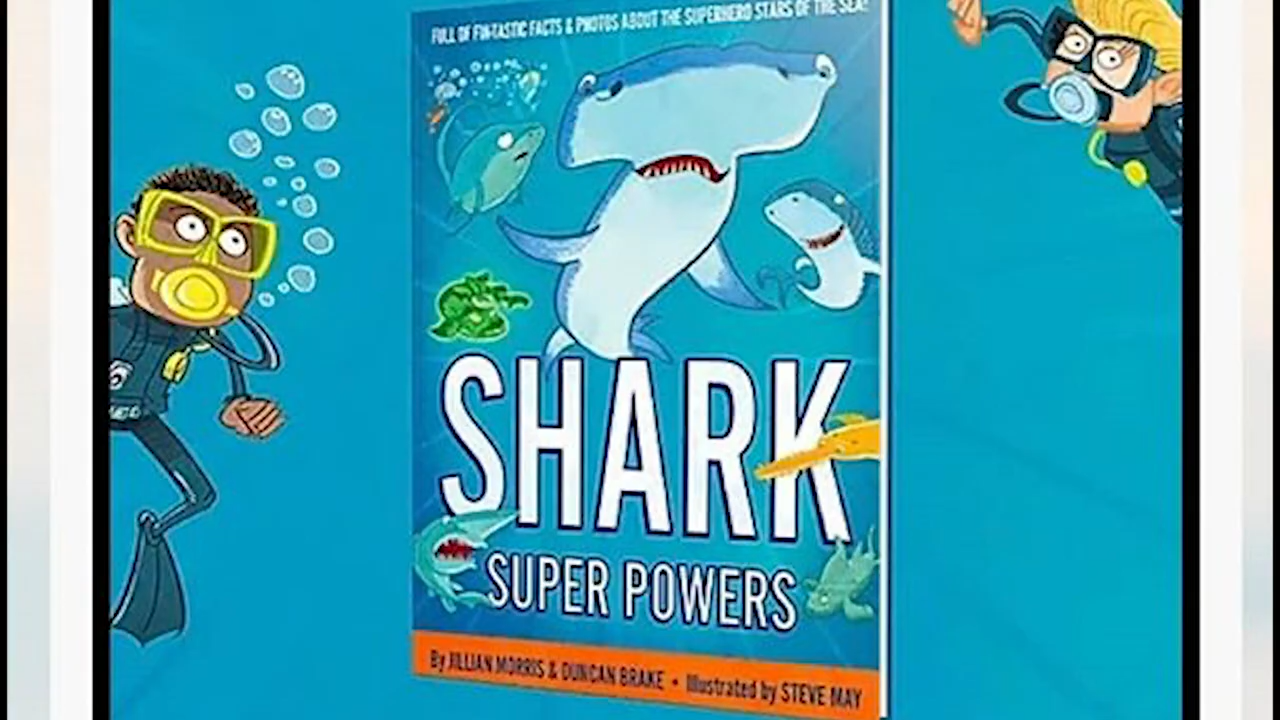 FULL OF FIN-TASTIC FACTS & PHOTOS ABOUT THE SUPERHERO STARS OF THE SEA!
SHARK
SUPER POWERS
By JILLIAN MORRIS & DUNCAN BRAKE • Illustrated by STEVE MAY